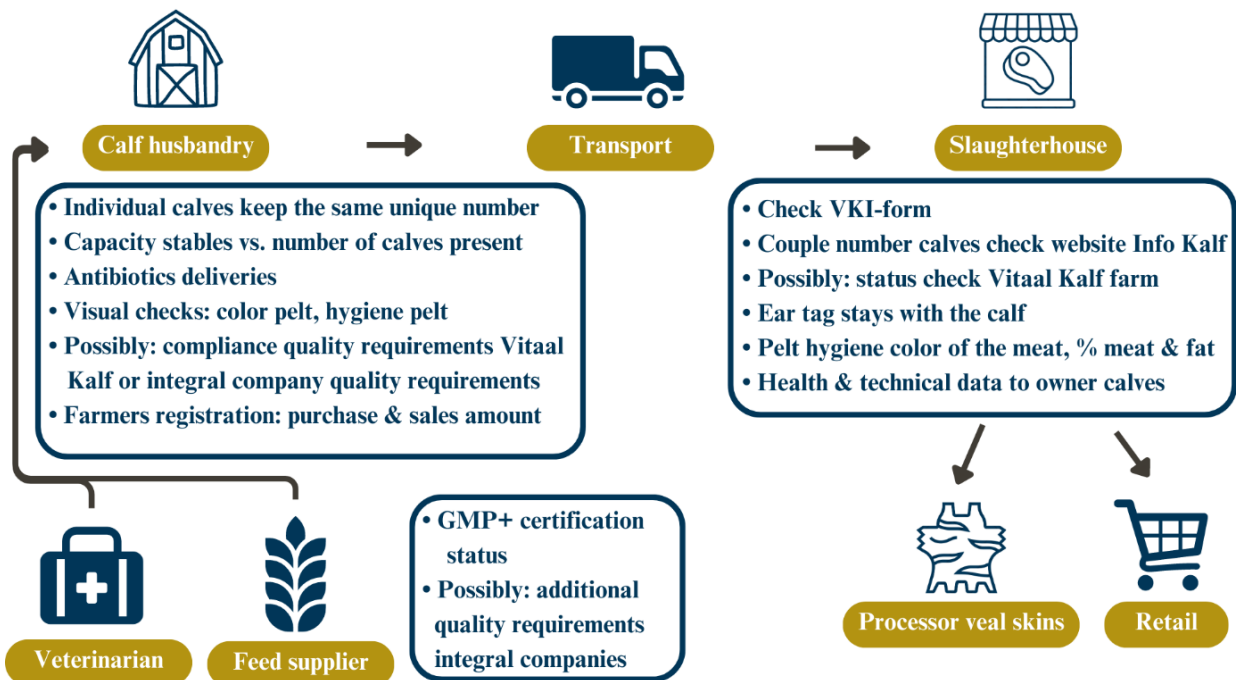 Calf husbandry
Transport
Slaughterhouse
• Individual calves keep the same unique number
• Capacity stables vs. number of calves present
• Antibiotics deliveries
• Visual checks: color pelt, hygiene pelt
• Possibly: compliance quality requirements Vitaal
Kalf or integral company quality requirements
• Farmers registration: purchase & sales amount
• Check VKI-form
• Couple number calves check website Info Kalf
• Possibly: status check Vitaal Kalf farm
• Ear tag stays with the calf
• Pelt hygiene color of the meat, % meat & fat
• Health & technical data to owner calves
• GMP+ certification
status
• Possibly: additional
quality requirements
integral companies
Veterinarian
Feed supplier
Processor veal skins
Retail